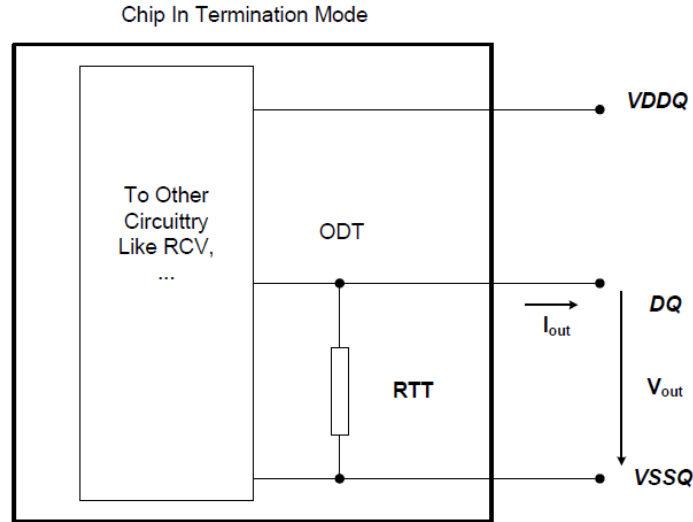 Chip In Termination Mode
VDDQ
To Other
Circuittry
Like RCV,
...
ODT
DQ
Iout
RTT
Vout
VSSQ